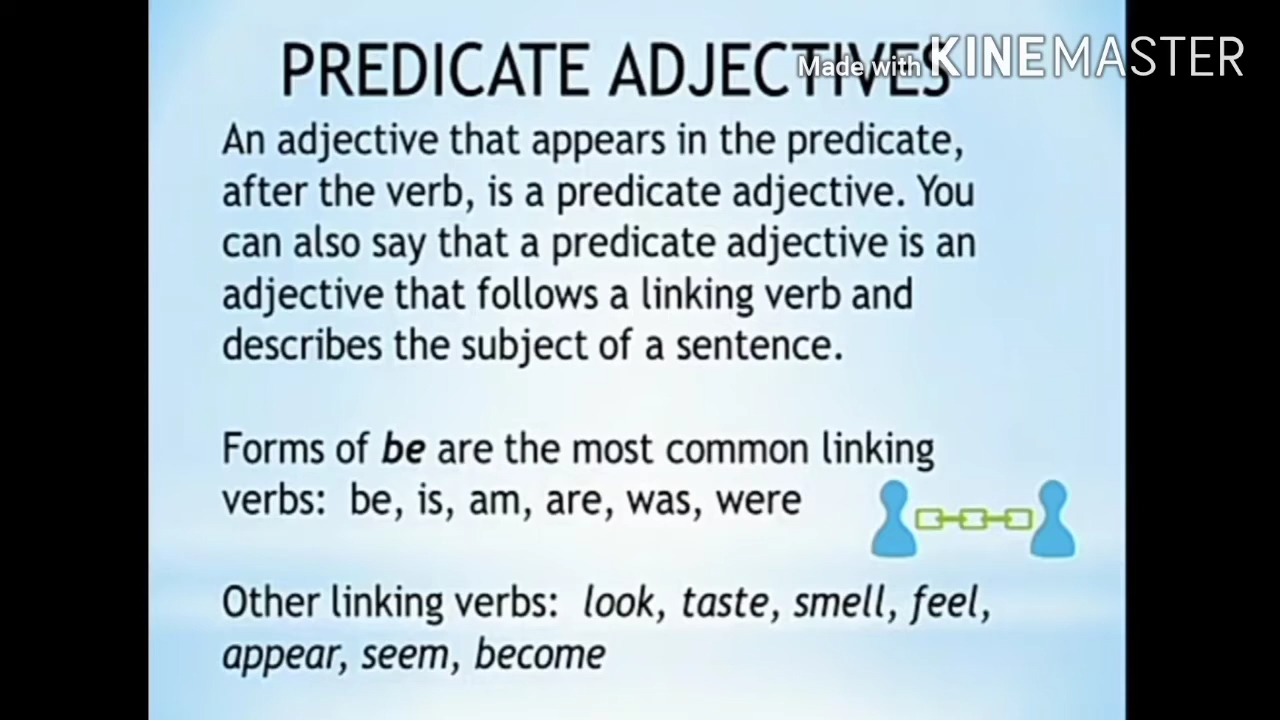 PREDICATE ADJECTIVES
Made with KINEMASTER
An adjective that appears in the predicate,
after the verb, is a predicate adjective. You
can also say that a predicate adjective is an
adjective that follows a linking verb and
describes the subject of a sentence.
Forms of be are the most common linking
verbs: be, is, am, are, was, were
Other linking verbs: look, taste, smell, feel,
appear, seem, become